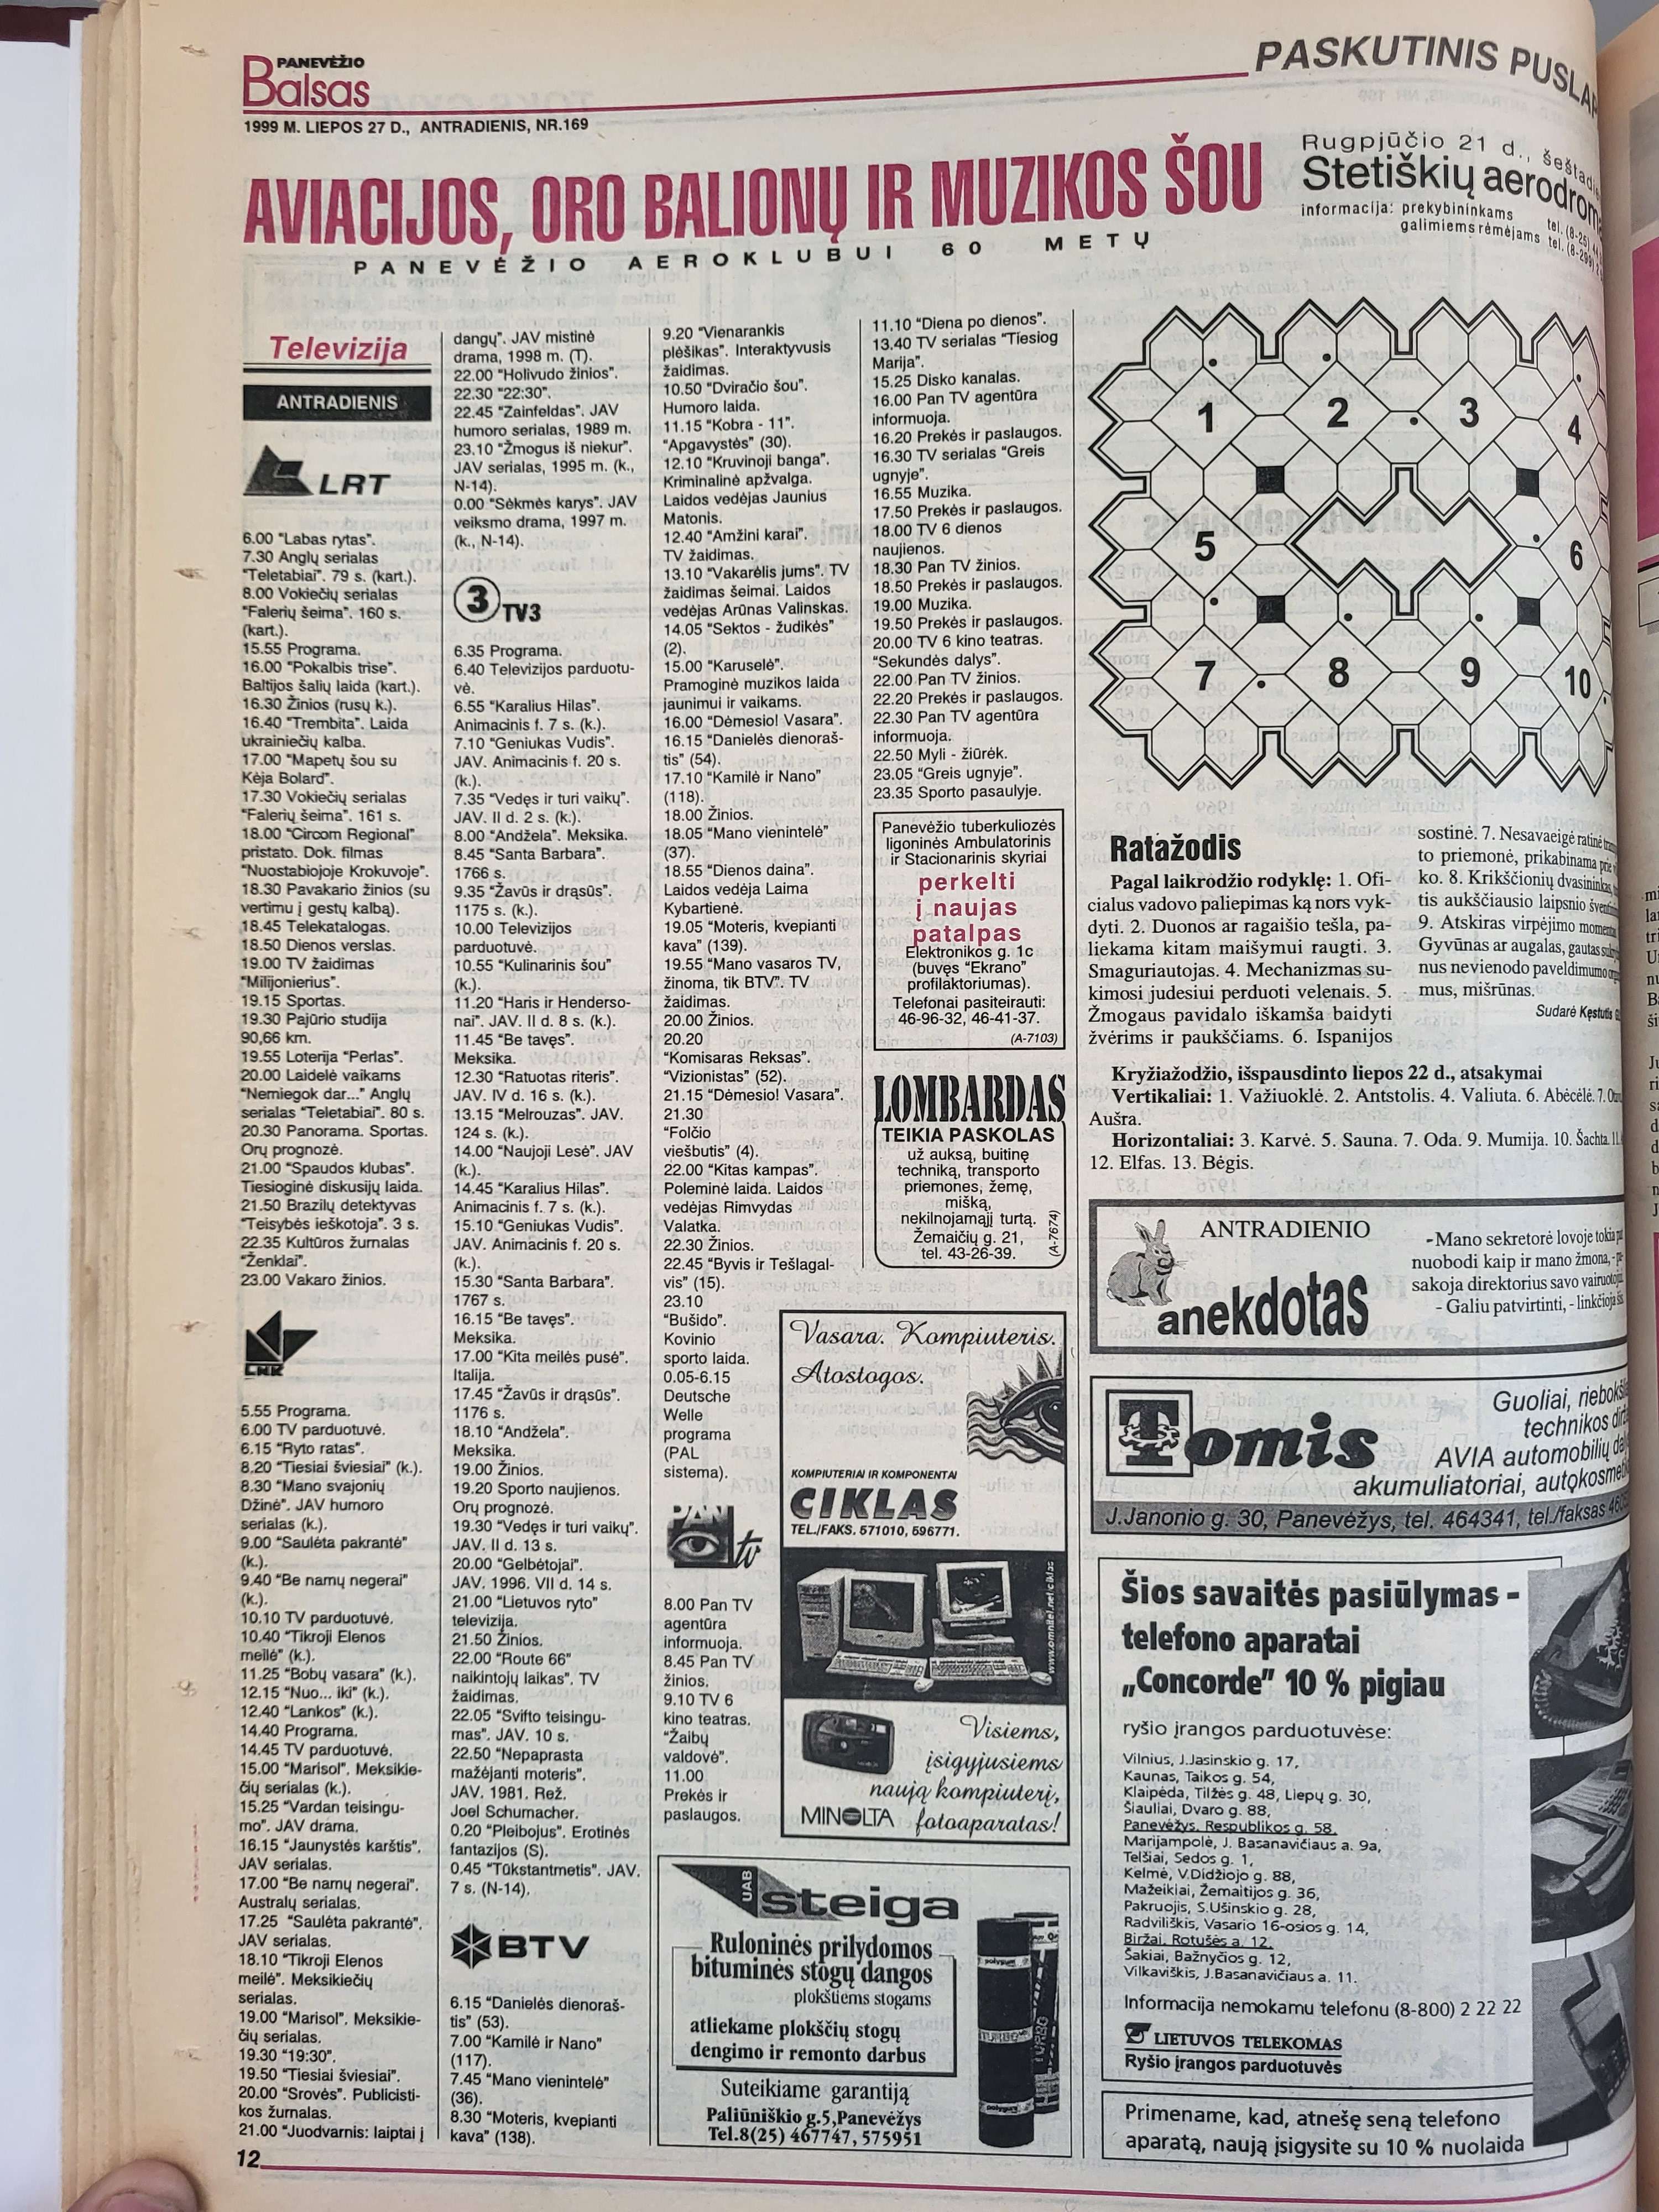 PANEVĖŽIO
Balsas
PASKUTINIS
1999 M. LIEPOS 27 D., ANTRADIENIS, NR.169
AVIACIJOS, ORO BALIONŲ IR MUZIKOS ŠOU
PANEVĖŽIO AEROKLUBUI 60 METŲ
Rugpjūčio 21 d.,
Stetiškių
informacija: prekybininkams
galimiems rėmėjams tel.
Televizija
ANTRADIENIS
LRT
6.00 “Labas rytas”.
7.30 Anglų serialas
“Teletabiai”. 79 s. (kart.).
8.00 Vokiečių serialas
“Falerių šeima”. 160 s.
(kart.).
15.55 Programa.
16.00 “Pokalbis trise”.
Baltijos šalių laida (kart.).
16.30 Žinios (rusų k.).
16.40 “Trembita”. Laida
ukrainiečių kalba.
17.00 “Mapetų šou su
Kėja Bolard”.
17.30 Vokiečių serialas
“Falerių šeima”. 161 s.
18.00 “Circom Regional”
pristato. Dok. filmas
“Nuostabiojoje Krokuvoje”.
18.30 Pavakario žinios (su
vertimu į gestų kalbą).
18.45 Telekatalogas.
18.50 Dienos verslas.
19.00 TV žaidimas
“Milijonierius”.
19.15 Sportas.
19.30 Pajūrio studija
90,66 km.
19.55 Loterija “Perlas”.
20.00 Laidelė vaikams
“Nemiegok dar...” Anglų
serialas “Teletabiai”. 80 s.
20.30 Panorama. Sportas.
Orų prognozė.
21.00 “Spaudos klubas”.
Tiesioginė diskusijų laida.
21.50 Brazilų detektyvas
“Teisybės ieškotoja”. 3 s.
22.35 Kultūros žurnalas
“Ženklai”.
23.00 Vakaro žinios.
LNK
5.55 Programa.
6.00 TV parduotuvė.
6.15 “Ryto ratas”.
8.20 “Tiesiai šviesiai” (k.).
8.30 “Mano svajonių
Džinė”. JAV humoro
serialas (k.).
9.00 “Saulėta pakrantė”
(k.).
9.40 “Be namų negerai”
(k.).
10.10 TV parduotuvė.
10.40 “Tikroji Elenos
meilė” (k.).
11.25 “Bobų vasara” (k.).
12.15 “Nuo... iki” (k.).
12.40 “Lankos” (k.).
14.40 Programa.
14.45 TV parduotuvė.
15.00 “Marisol”. Meksikie-
čių serialas (k.).
15.25 “Vardan teisingu-
mo”. JAV drama.
16.15 “Jaunystės karštis”.
JAV serialas.
17.00 “Be namų negerai”.
Australų serialas.
17.25 “Saulėta pakrantė”.
JAV serialas.
18.10 “Tikroji Elenos
meilė”. Meksikiečių
serialas.
19.00 “Marisol”. Meksikie-
čių serialas.
19.30 “19:30”.
19.50 “Tiesiai šviesiai”.
20.00 “Srovės”. Publicisti-
kos žurnalas.
21.00 “Juodvarnis: laiptai į
dangų”. JAV mistinė
drama, 1998 m. (T).
22.00 “Holivudo žinios”.
22.30 “22:30”.
22.45 “Zainfeldas”. JAV
humoro serialas, 1989 m.
23.10 “Žmogus iš niekur”.
JAV serialas, 1995 m. (k.,
N-14).
0.00 “Sėkmės karys”. JAV
veiksmo drama, 1997 m.
(k., N-14).
3 TV3
6.35 Programa.
6.40 Televizijos parduotu-
vė.
6.55 “Karalius Hilas”.
Animacinis f. 7 s. (k.).
7.10 “Geniukas Vudis”.
JAV. Animacinis f. 20 s.
(k.).
7.35 “Vedęs ir turi vaikų”.
JAV. II d. 2 s. (k.).
8.00 “Andžela”. Meksika.
8.45 “Santa Barbara”.
1766 s.
9.35 “Žavūs ir drąsūs”.
1175 s. (k.).
10.00 Televizijos
parduotuvė.
10.55 “Kulinarinis šou”
(k.).
11.20 “Haris ir Henderso-
nai”. JAV. II d. 8 s. (k.).
11.45 “Be tavęs”.
Meksika.
12.30 “Ratuotas riteris”.
JAV. IV d. 16 s. (k.).
13.15 “Melrouzas”. JAV.
124 s. (k.).
14.00 “Naujoji Lesė”. JAV
(k.).
14.45 “Karalius Hilas”.
Animacinis f. 7 s. (k.).
15.10 “Geniukas Vudis”.
JAV. Animacinis f. 20 s.
(k.).
15.30 “Santa Barbara”.
1767 s.
16.15 “Be tavęs”.
Meksika.
17.00 “Kita meilės pusė”.
Italija.
17.45 “Žavūs ir drąsūs”.
1176 s.
18.10 “Andžela”.
Meksika.
19.00 Žinios.
19.20 Sporto naujienos.
Orų prognozė.
19.30 “Vedęs ir turi vaikų”.
JAV. II d. 13 s.
20.00 “Gelbėtojai”.
JAV. 1996. VII d. 14 s.
21.00 “Lietuvos ryto”
televizija.
21.50 Žinios.
22.00 “Route 66”
naikintojų laikas”. TV
žaidimas.
22.05 “Svifto teisingu-
mas”. JAV. 10 s.
22.50 “Nepaprasta
mažėjanti moteris”.
JAV. 1981. Rež.
Joel Schumacher.
0.20 “Pleibojus”. Erotinės
fantazijos (S).
0.45 “Tūkstantmetis”. JAV.
7 s. (N-14).
BTV
6.15 “Danielės dienoraš-
tis” (53).
7.00 “Kamilė ir Nano”
(117).
7.45 “Mano vienintelė”
(36).
8.30 “Moteris, kvepianti
kava” (138).
9.20 “Vienarankis
plėšikas”. Interaktyvusis
žaidimas.
10.50 “Dviračio šou”.
Humoro laida.
11.15 “Kobra - 11”.
“Apgavystės” (30).
12.10 “Kruvinoji banga”.
Kriminalinė apžvalga.
Laidos vedėjas Jaunius
Matonis.
12.40 “Amžini karai”.
TV žaidimas.
13.10 “Vakarėlis jums”. TV
žaidimas šeimai. Laidos
vedėjas Arūnas Valinskas.
14.05 “Sektos - žudikės”
(2).
15.00 “Karuselė”.
Pramoginė muzikos laida
jaunimui ir vaikams.
16.00 “Dėmesio! Vasara”.
16.15 “Danielės dienoraš-
tis” (54).
17.10 “Kamilė ir Nano”
(118).
18.00 Žinios.
18.05 “Mano vienintelė”
(37).
18.55 “Dienos daina”.
Laidos vedėja Laima
Kybartienė.
19.05 “Moteris, kvepianti
kava” (139).
19.55 “Mano vasaros TV,
žinoma, tik BTV”. TV
žaidimas.
20.00 Žinios.
20.20
“Komisaras Reksas”.
“Vizionistas” (52).
21.15 “Dėmesio! Vasara”.
21.30
“Folčio
viešbutis” (4).
22.00 “Kitas kampas”.
Poleminė laida. Laidos
vedėjas Rimvydas
Valatka.
22.30 Žinios.
22.45 “Byvis ir Tešlagal-
vis” (15).
23.10
“Bušido”.
Kovinio
sporto laida.
0.05-6.15
Deutsche
Welle
programa
(PAL
sistema).
PAN tv
8.00 Pan TV
agentūra
informuoja.
8.45 Pan TV
žinios.
9.10 TV 6
kino teatras.
“Žaibų
valdovė”.
11.00
Prekės ir
paslaugos.
11.10 “Diena po dienos”.
13.40 TV serialas “Tiesiog
Marija”.
15.25 Disko kanalas.
16.00 Pan TV agentūra
informuoja.
16.20 Prekės ir paslaugos.
16.30 TV serialas “Greis
ugnyje”.
16.55 Muzika.
17.50 Prekės ir paslaugos.
18.00 TV 6 dienos
naujienos.
18.30 Pan TV žinios.
18.50 Prekės ir paslaugos.
19.00 Muzika.
19.50 Prekės ir paslaugos.
20.00 TV 6 kino teatras.
“Sekundės dalys”.
22.00 Pan TV žinios.
22.20 Prekės ir paslaugos.
22.30 Pan TV agentūra
informuoja.
22.50 Myli - žiūrėk.
23.05 “Greis ugnyje”.
23.35 Sporto pasaulyje.
Panevėžio tuberkuliozės
ligoninės Ambulatorinis
ir Stacionarinis skyriai
perkelti
į naujas
patalpas
Elektronikos g. 1c
(buvęs “Ekrano”
profilaktoriumas).
Telefonai pasiteirauti:
46-96-32, 46-41-37.
(A-7103)
LOMBARDAS
TEIKIA PASKOLAS
už auksą, buitinę
techniką, transporto
priemones, žemę,
mišką,
nekilnojamąjį turtą.
Žemaičių g. 21,
tel. 43-26-39.
(A-7674)
Vasara. Kompiuteris.
Atostogos.
KOMPIUTERIAI IR KOMPONENTAI
CIKLAS
TEL./FAKS. 571010, 596771.
www.omnitel.net/ciklas
Visiems,
įsigyjusiems
naują kompiuterį,
MINOLTA fotoaparatas!
UAB steiga
Ruloninės prilydomos
bituminės stogų dangos
plokštiems stogams
atliekame plokščių stogų
dengimo ir remonto darbus
Suteikiame garantiją
Paliūniškio g.5,Panevėžys
Tel.8(25) 467747, 575951
polygum
TURBO
TURBO
polygum
1 2 3 4
5 6
7 8 9 10
Ratažodis
Pagal laikrodžio rodyklę: 1. Ofi-
cialus vadovo paliepimas ką nors vyk-
dyti. 2. Duonos ar ragaišio tešla, pa-
liekama kitam maišymui raugti. 3.
Smaguriautojas. 4. Mechanizmas su-
kimosi judesiui perduoti velenais. 5.
Žmogaus pavidalo iškamša baidyti
žvėrims ir paukščiams. 6. Ispanijos
sostinė. 7. Nesavaeigė ratinė
to priemonė, prikabinama prie
ko. 8. Krikščionių dvasininkas,
tis aukščiausio laipsnio
9. Atskiras virpėjimo
Gyvūnas ar augalas, gautas
nus nevienodo paveldimumo
mus, mišrūnas.
Sudarė Kęstutis
Kryžiažodžio, išspausdinto liepos 22 d., atsakymai
Vertikaliai: 1. Važiuoklė. 2. Antstolis. 4. Valiuta. 6. Abėcėlė. 7.
Aušra.
Horizontaliai: 3. Karvė. 5. Sauna. 7. Oda. 9. Mumija. 10. Šachta. 11.
12. Elfas. 13. Bėgis.
ANTRADIENIO
anekdotas
-Mano sekretorė lovoje tokia
nuobodi kaip ir mano žmona,
sakoja direktorius savo vairuotojui.
- Galiu patvirtinti, - linkčioja
Tomis
Guoliai,
technikos
AVIA automobilių
akumuliatoriai,
J.Janonio g. 30, Panevėžys, tel. 464341, tel./faksas
Šios savaitės pasiūlymas -
telefono aparatai
„Concorde” 10 % pigiau
ryšio įrangos parduotuvėse:
Vilnius, J.Jasinskio g. 17,
Kaunas, Taikos g. 54,
Klaipėda, Tilžės g. 48, Liepų g. 30,
Šiauliai, Dvaro g. 88,
Panevėžys, Respublikos g. 58,
Marijampolė, J. Basanavičiaus a. 9a,
Telšiai, Sedos g. 1,
Kelmė, V.Didžiojo g. 88,
Mažeikiai, Žemaitijos g. 36,
Pakruojis, S.Ušinskio g. 28,
Radviliškis, Vasario 16-osios g. 14,
Biržai, Rotušės a. 12,
Šakiai, Bažnyčios g. 12,
Vilkaviškis, J.Basanavičiaus a. 11.
Informacija nemokamu telefonu (8-800) 2 22 22
LIETUVOS TELEKOMAS
Ryšio įrangos parduotuvės
Primename, kad, atnešę seną telefono
aparatą, naują įsigysite su 10 % nuolaida
12